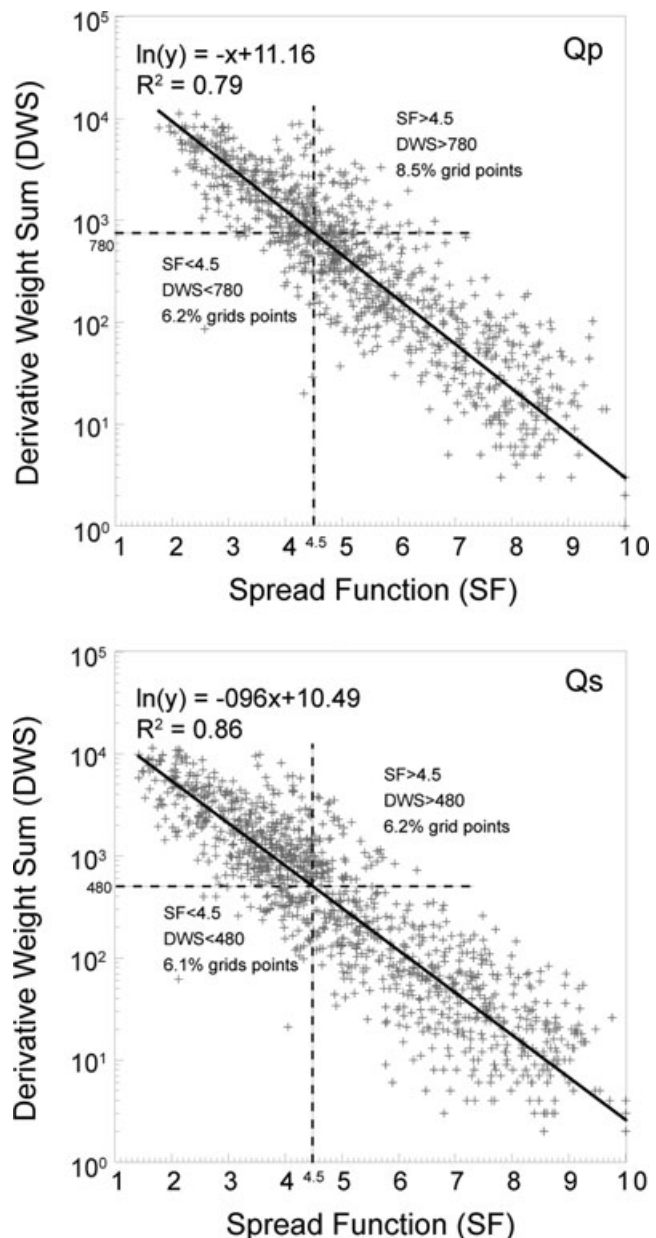 10^5
Qp
ln(y) = -x+11.16
R² = 0.79
10^4
SF>4.5
DWS>780
8.5% grid points
10^3
780
SF<4.5
DWS<780
6.2% grids points
10^2
10^1
10^0
Derivative Weight Sum (DWS)
1 2 3 4 4.5 5 6 7 8 9 10
Spread Function (SF)
10^5
Qs
ln(y) = -096x+10.49
R² = 0.86
10^4
SF>4.5
DWS>480
6.2% grid points
10^3
480
SF<4.5
DWS<480
6.1% grids points
10^2
10^1
10^0
Derivative Weight Sum (DWS)
1 2 3 4 4.5 5 6 7 8 9 10
Spread Function (SF)